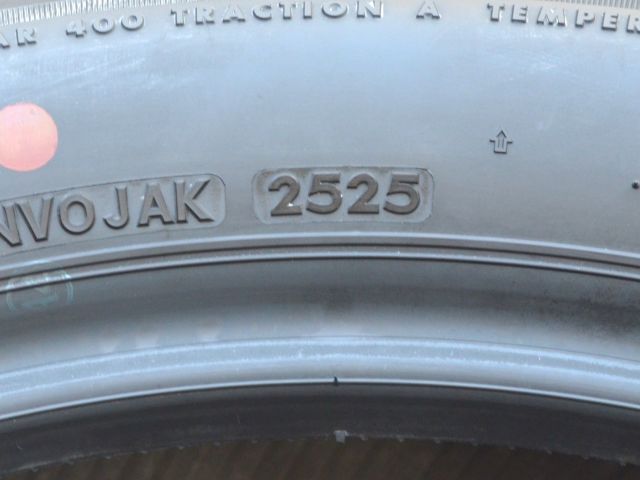 AR 400 TRACTION A TEMPER
NVOJAK 2525